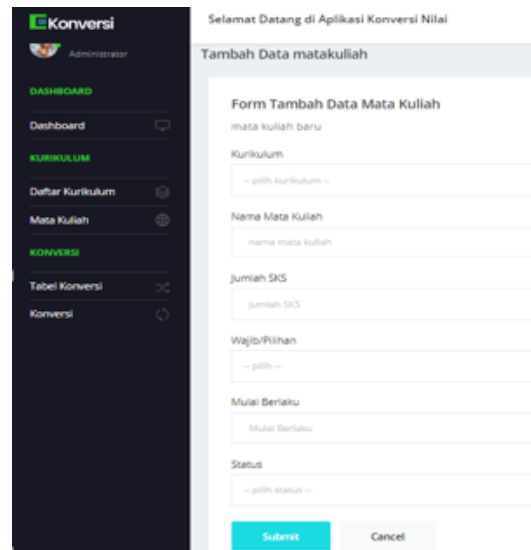 EKonversi
Administrator
DASHBOARD
Dashboard
KURIKULUM
Daftar Kurikulum
Mata Kuliah
KONVERSI
Tabel Konversi
Konversi
Selamat Datang di Aplikasi Konversi Nilai
Tambah Data matakuliah
Form Tambah Data Mata Kuliah
mata kuliah baru
Kurikulum
-- pilih kurikulum --
Nama Mata Kuliah
nama mata kuliah
Jumlah SKS
Jumlah SKS
Wajib/Pilihan
-- pilih --
Mulai Berlaku
Mulai Berlaku
Status
-- pilih status --
Submit
Cancel